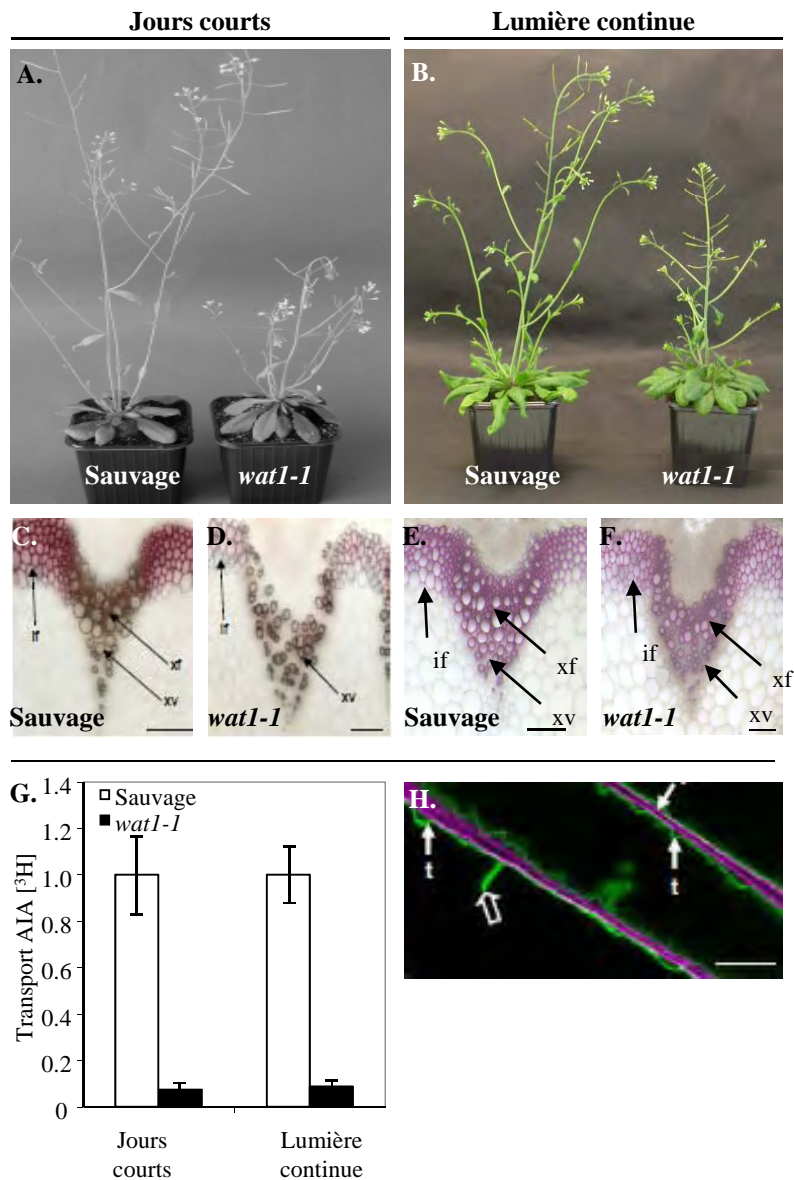 Jours courts
Lumière continue
A.
B.
Sauvage
wat1-1
Sauvage
wat1-1
C.
D.
E.
F.
if
xf
xv
Sauvage
if
xv
wat1-1
if
xf
xv
Sauvage
if
xf
xv
wat1-1
G.
1.4
1.2
1.0
0.8
0.6
0.4
0.2
0
Transport AIA [³H]
Sauvage
wat1-1
Jours
courts
Lumière
continue
H.
t
t